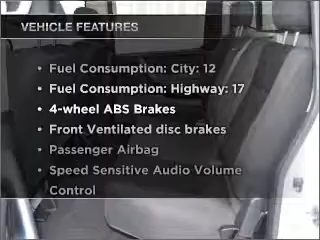 VEHICLE FEATURES
• Fuel Consumption: City: 12
• Fuel Consumption: Highway: 17
• 4-wheel ABS Brakes
• Front Ventilated disc brakes
• Passenger Airbag
• Speed Sensitive Audio Volume
Control